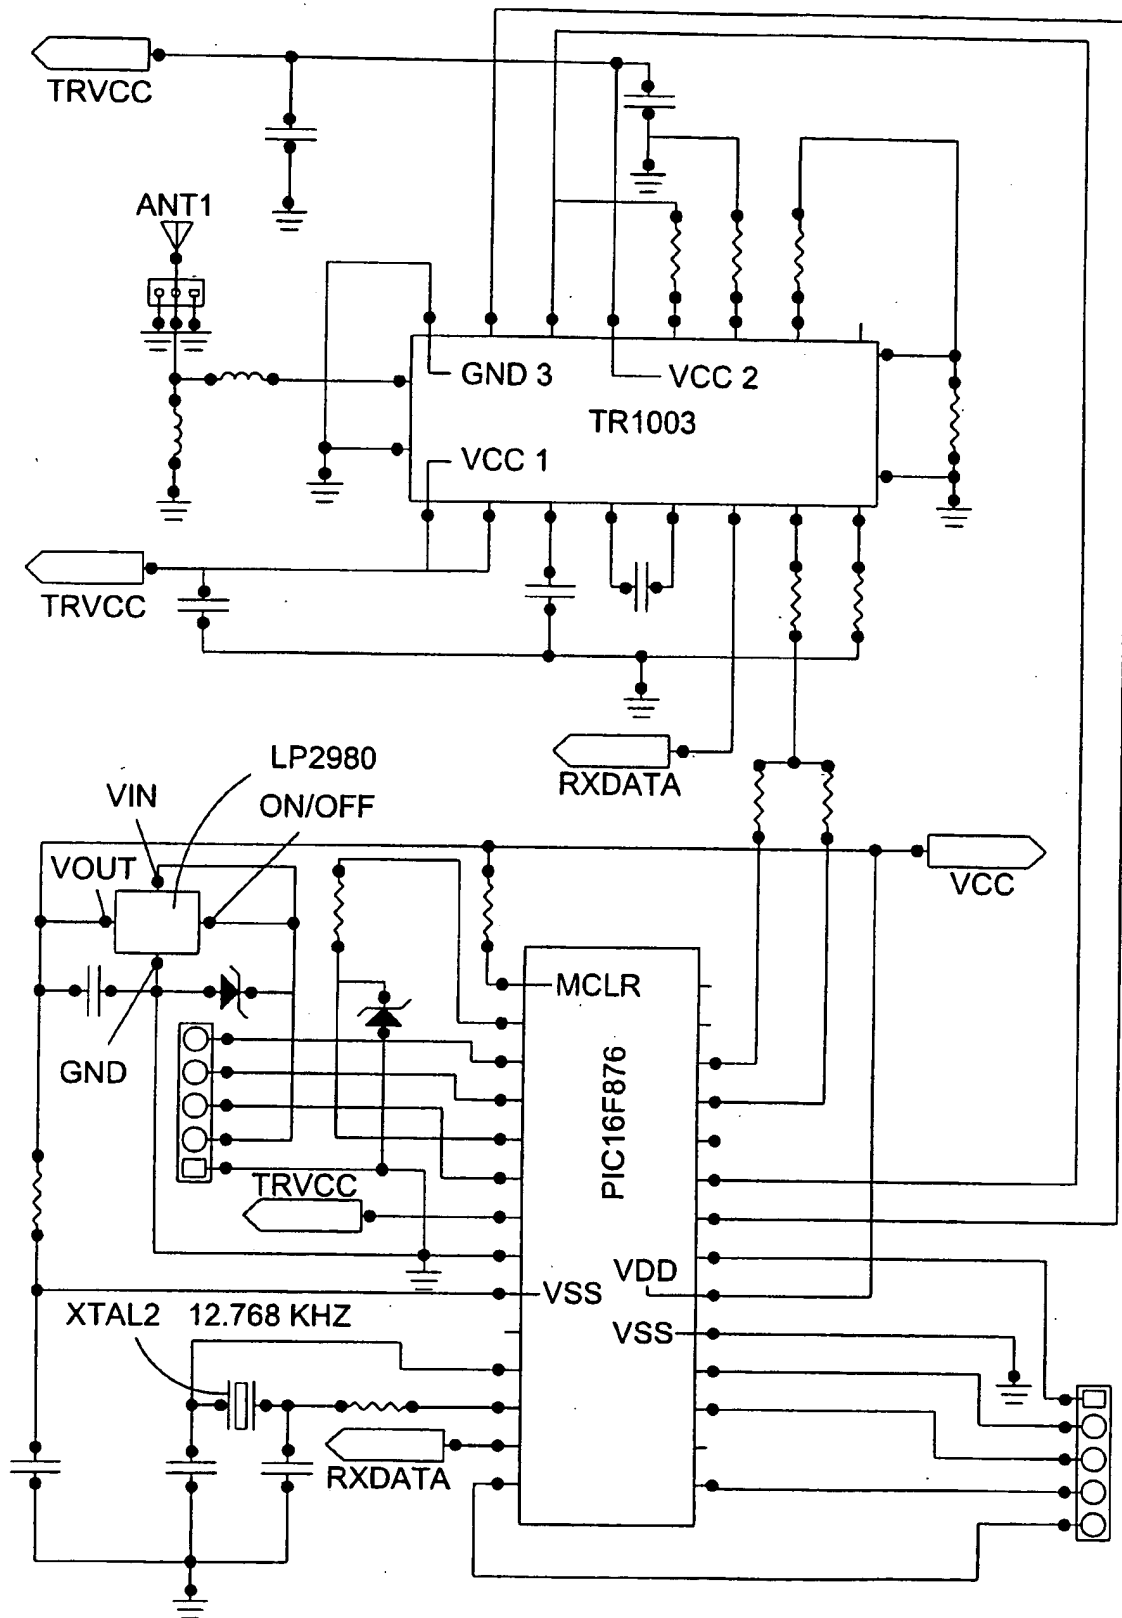 TRVCC
ANT1
GND 3
VCC 2
TR1003
VCC 1
TRVCC
RXDATA
LP2980
VIN
ON/OFF
VOUT
VCC
MCLR
GND
PIC16F876
TRVCC
VDD
VSS
XTAL2 12.768 KHZ
VSS
RXDATA